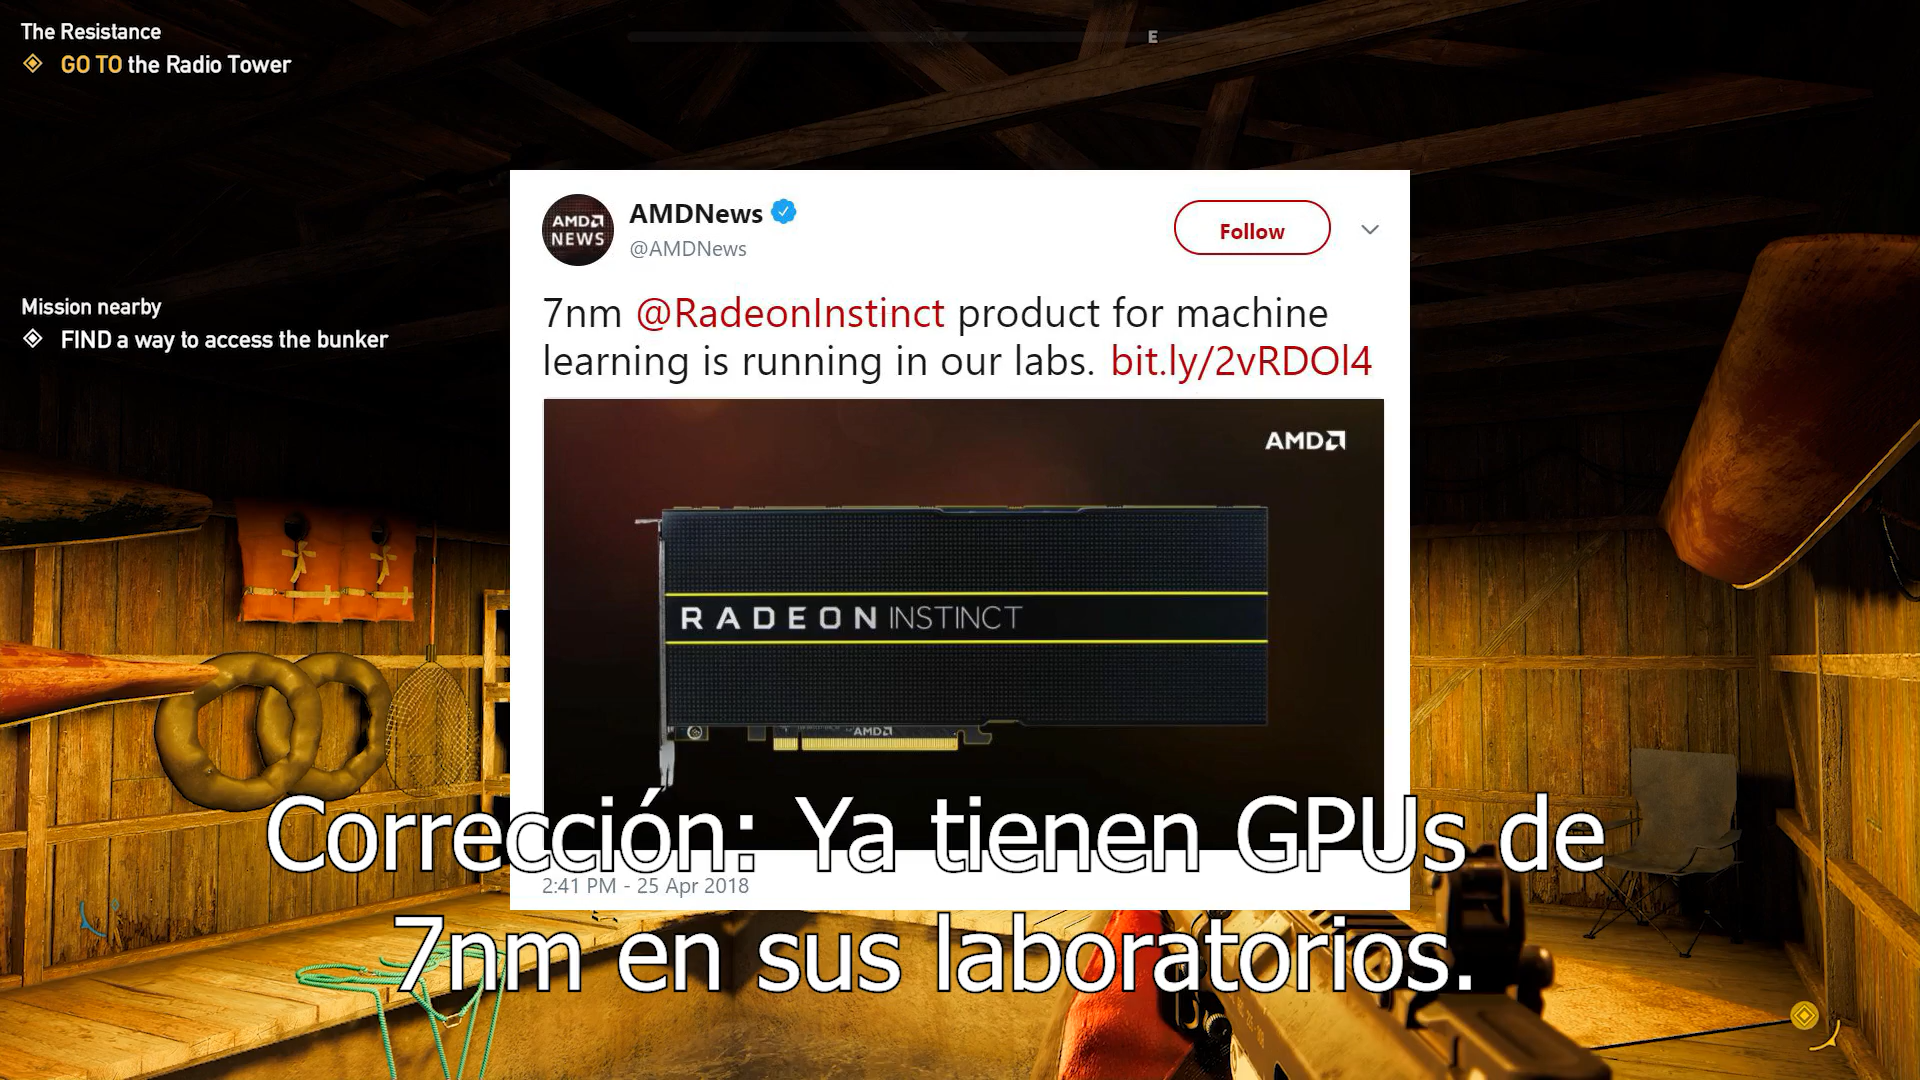 The Resistance
GO TO the Radio Tower
E
Mission nearby
FIND a way to access the bunker
AMD
NEWS
AMDNews
@AMDNews
Follow
7nm @RadeonInstinct product for machine
learning is running in our labs. bit.ly/2vRDOl4
AMD
RADEON INSTINCT
AMD
Corrección: Ya tienen GPUs de
2:41 PM - 25 Apr 2018
7nm en sus laboratorios.